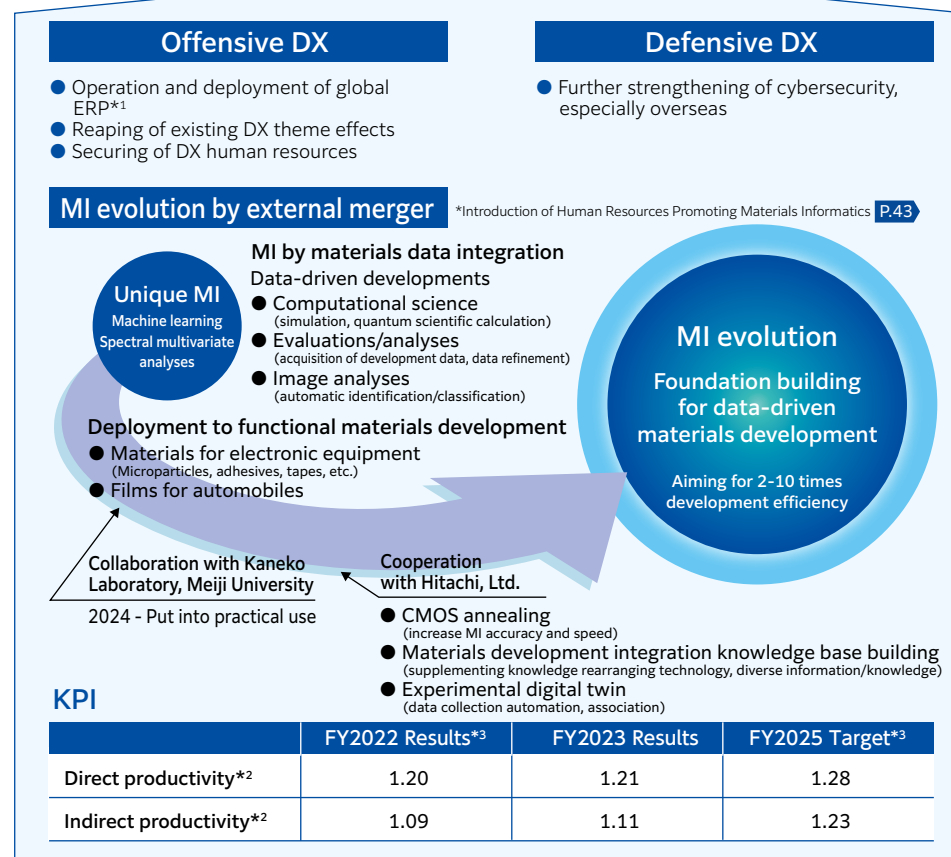 Offensive DX
● Operation and deployment of global
ERP*1
● Reaping of existing DX theme effects
● Securing of DX human resources
Defensive DX
● Further strengthening of cybersecurity,
especially overseas
MI evolution by external merger
*Introduction of Human Resources Promoting Materials Informatics P.43
Unique MI
Machine learning
Spectral multivariate
analyses
MI by materials data integration
Data-driven developments
● Computational science
(simulation, quantum scientific calculation)
● Evaluations/analyses
(acquisition of development data, data refinement)
● Image analyses
(automatic identification/classification)
Deployment to functional materials development
● Materials for electronic equipment
(Microparticles, adhesives, tapes, etc.)
● Films for automobiles
MI evolution
Foundation building
for data-driven
materials development
Aiming for 2-10 times
development efficiency
Collaboration with Kaneko
Laboratory, Meiji University
2024 - Put into practical use
Cooperation
with Hitachi, Ltd.
● CMOS annealing
(increase MI accuracy and speed)
● Materials development integration knowledge base building
(supplementing knowledge rearranging technology, diverse information/knowledge)
● Experimental digital twin
(data collection automation, association)
KPI
FY2022 Results*3 FY2023 Results FY2025 Target*3
Direct productivity*2 1.20 1.21 1.28
Indirect productivity*2 1.09 1.11 1.23